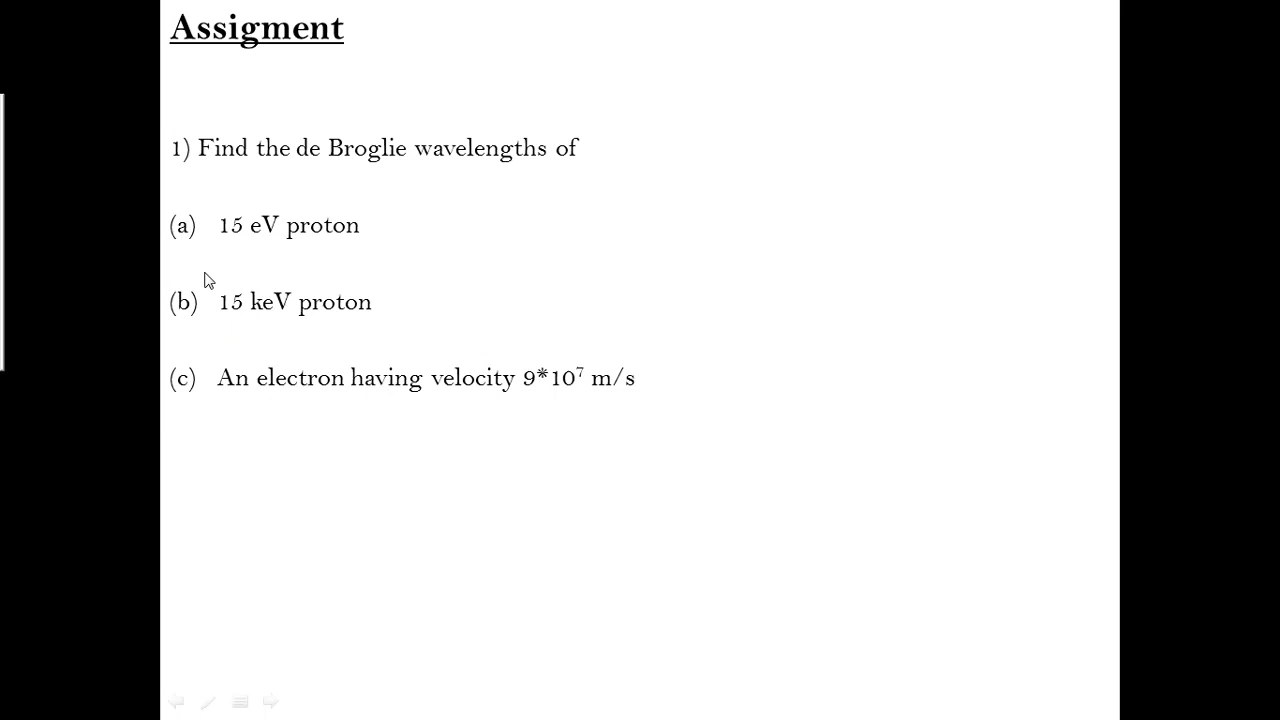 Assigment
1) Find the de Broglie wavelengths of
(a) 15 eV proton
(b) 15 keV proton
(c) An electron having velocity 9*10⁷ m/s